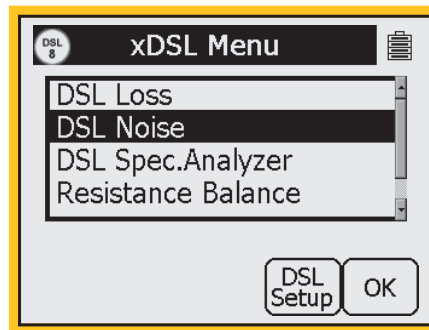 DSL
8
xDSL Menu
DSL Loss
DSL Noise
DSL Spec.Analyzer
Resistance Balance
DSL
Setup
OK